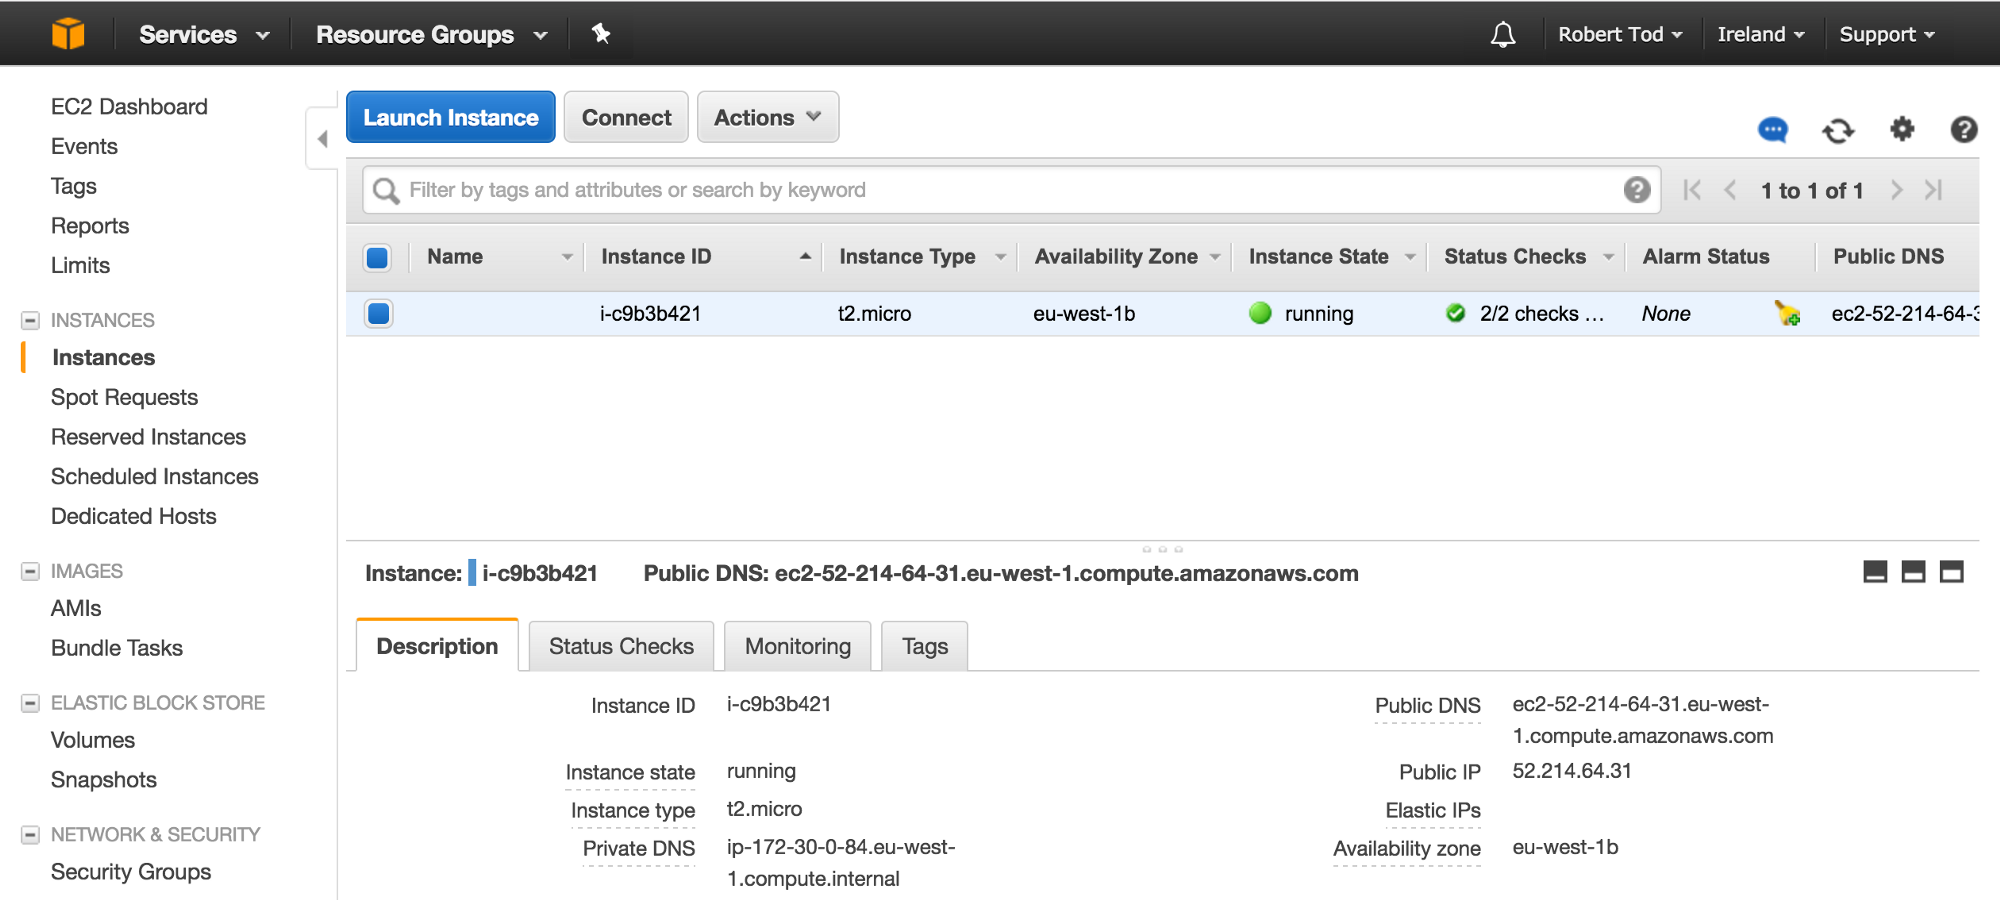 Services Resource Groups Robert Tod Ireland Support
EC2 Dashboard
Events
Tags
Reports
Limits
INSTANCES
Instances
Spot Requests
Reserved Instances
Scheduled Instances
Dedicated Hosts
IMAGES
AMIs
Bundle Tasks
ELASTIC BLOCK STORE
Volumes
Snapshots
NETWORK & SECURITY
Security Groups
Launch Instance Connect Actions
Filter by tags and attributes or search by keyword 1 to 1 of 1
Name Instance ID Instance Type Availability Zone Instance State Status Checks Alarm Status Public DNS
i-c9b3b421 t2.micro eu-west-1b running 2/2 checks ... None ec2-52-214-64-3
Instance: i-c9b3b421 Public DNS: ec2-52-214-64-31.eu-west-1.compute.amazonaws.com
Description Status Checks Monitoring Tags
Instance ID i-c9b3b421
Instance state running
Instance type t2.micro
Private DNS ip-172-30-0-84.eu-west-
1.compute.internal
Public DNS ec2-52-214-64-31.eu-west-
1.compute.amazonaws.com
Public IP 52.214.64.31
Elastic IPs
Availability zone eu-west-1b